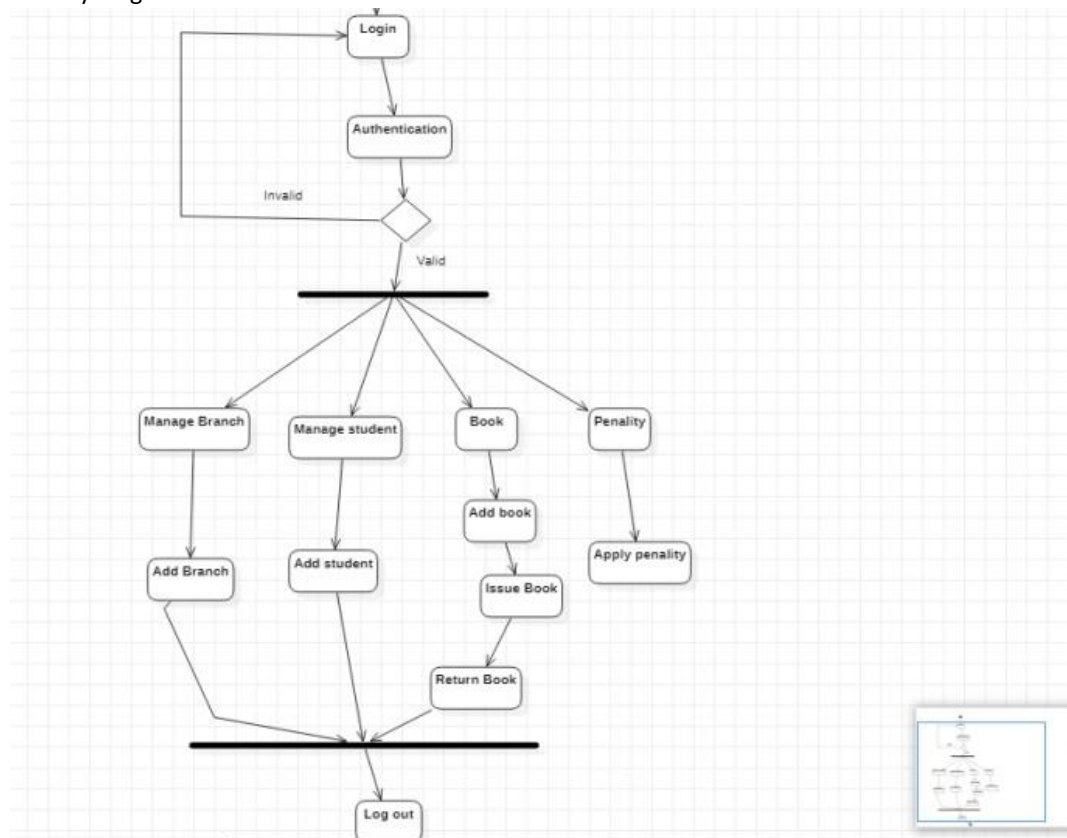 Login
Authentication
Invalid
Valid
Manage Branch
Manage student
Book
Penality
Add book
Add Branch
Add student
Issue Book
Apply penality
Return Book
Log out